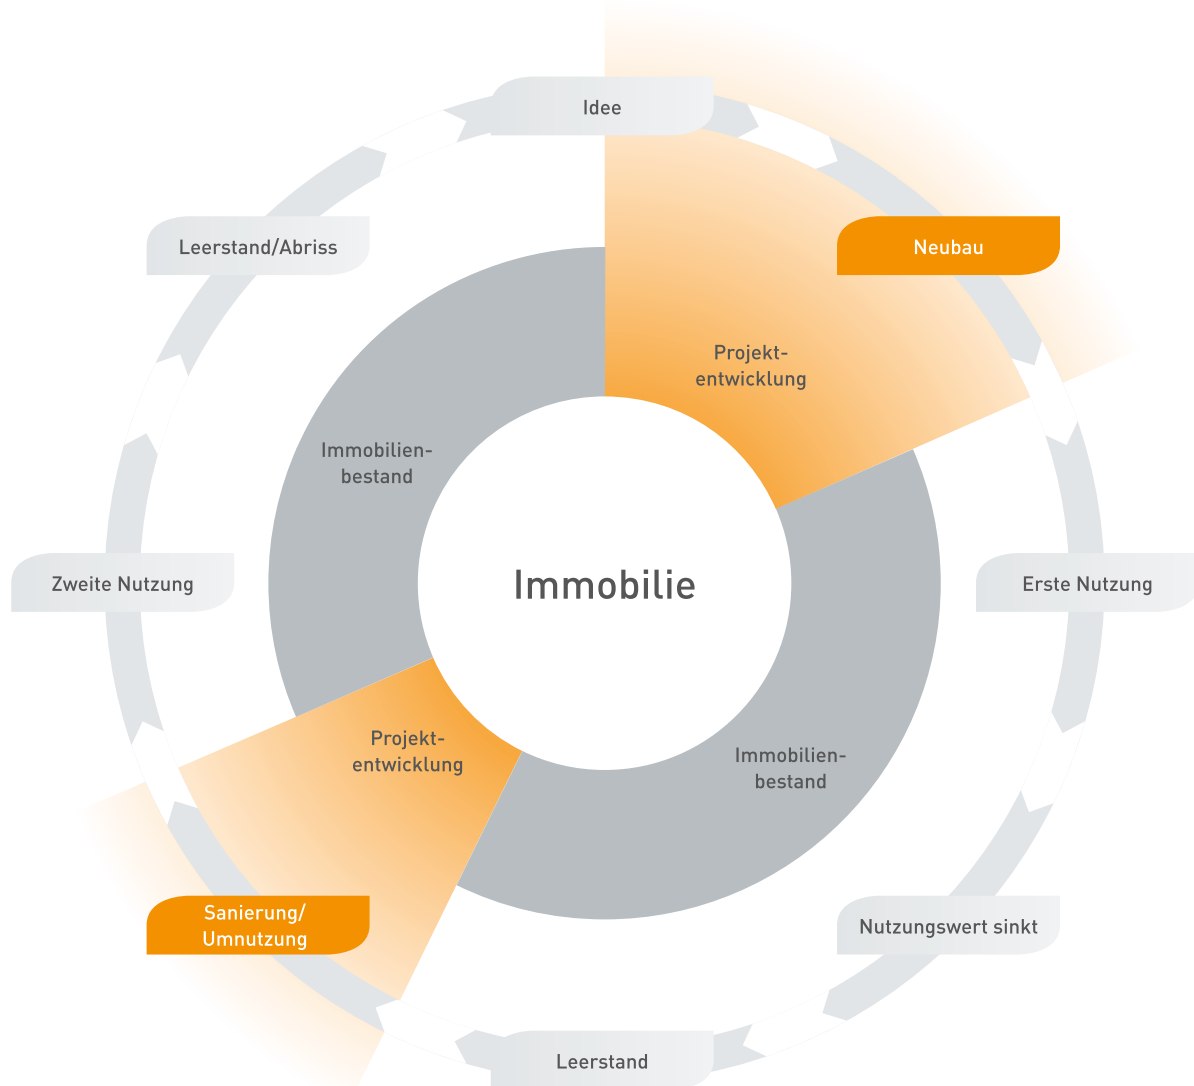 Idee
Leerstand/Abriss
Neubau
Projekt-
entwicklung
Immobilien-
bestand
Immobilie
Zweite Nutzung
Erste Nutzung
Projekt-
entwicklung
Immobilien-
bestand
Sanierung/
Umnutzung
Nutzungswert sinkt
Leerstand